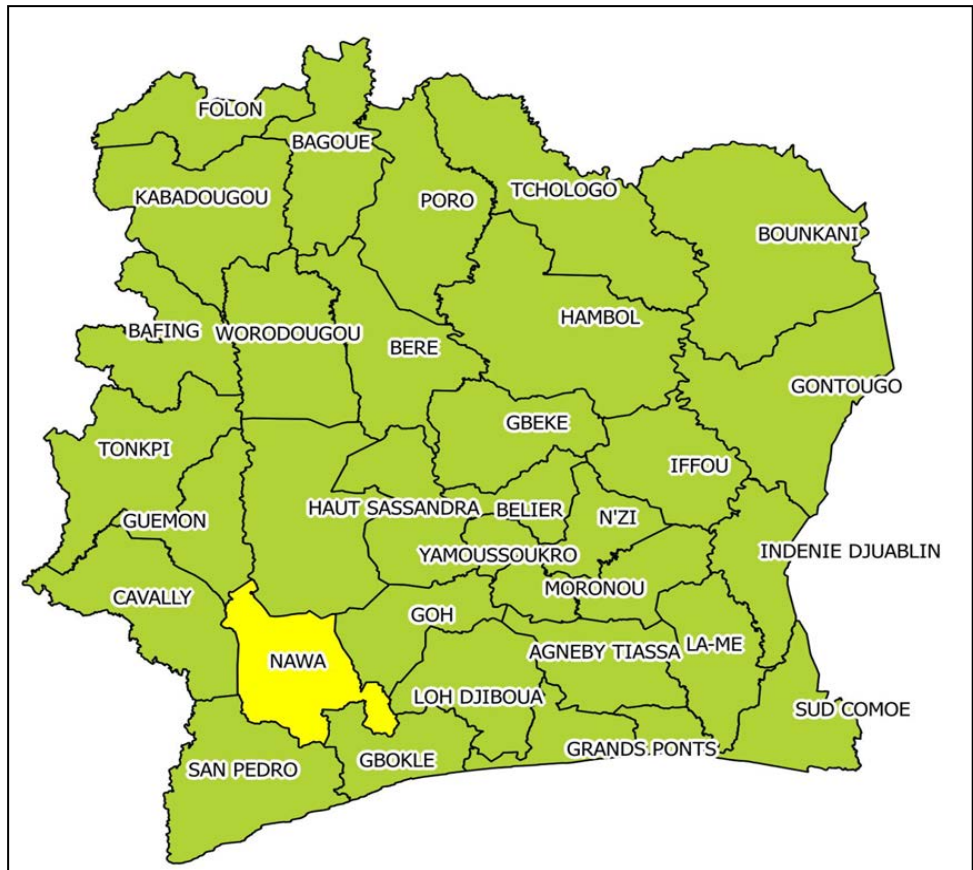 FOLON
BAGOUE
KABADOUGOU
PORO
TCHOLOGO
BOUNKANI
BAFING
WORODOUGOU
BERE
HAMBOL
GONTOUGO
TONKPI
GBEKE
IFFOU
GUEMON
HAUT SASSANDRA
BELIER
N'ZI
YAMOUSSOUKRO
INDENIE DJUABLIN
CAVALLY
MORONOU
GOH
NAWA
AGNEBY TIASSA
LA-ME
LOH DJIBOUA
SUD COMOE
GRANDS.PONTS
GBOKLE
SAN PEDRO